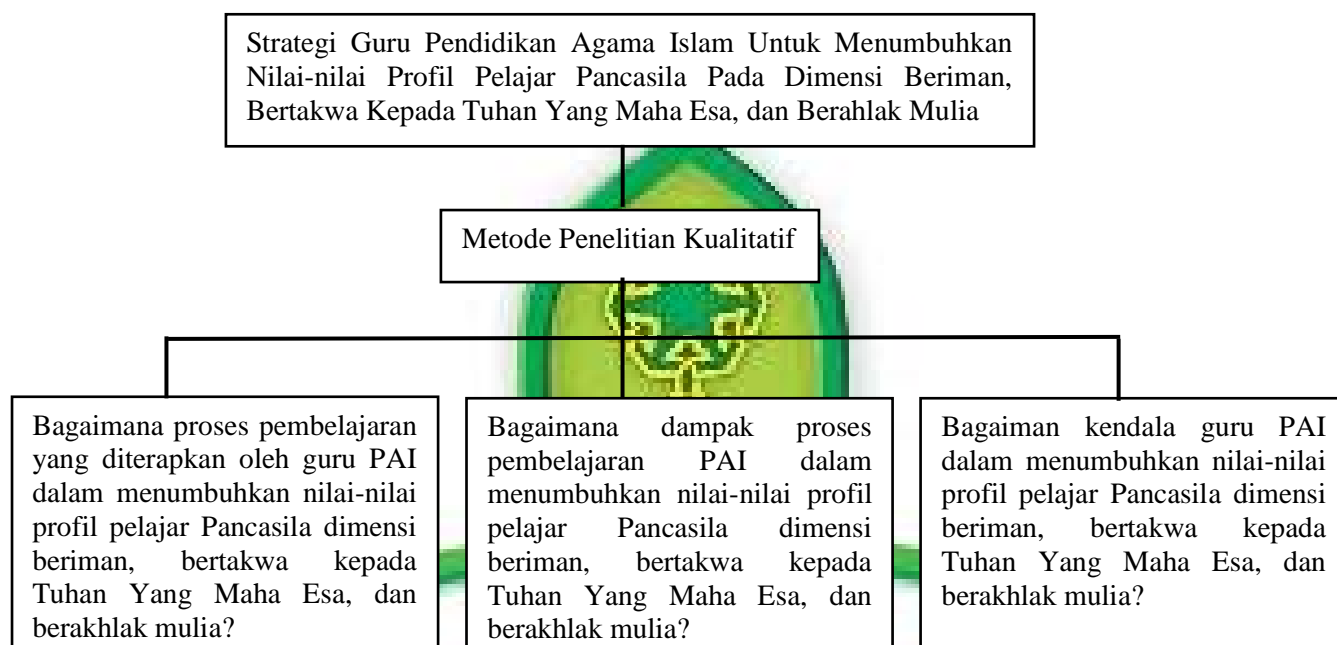 Strategi Guru Pendidikan Agama Islam Untuk Menumbuhkan
Nilai-nilai Profil Pelajar Pancasila Pada Dimensi Beriman,
Bertakwa Kepada Tuhan Yang Maha Esa, dan Berahlak Mulia
Metode Penelitian Kualitatif
Bagaimana proses pembelajaran
yang diterapkan oleh guru PAI
dalam menumbuhkan nilai-nilai
profil pelajar Pancasila dimensi
beriman, bertakwa kepada
Tuhan Yang Maha Esa, dan
berakhlak mulia?
Bagaimana dampak proses
pembelajaran PAI dalam
menumbuhkan nilai-nilai profil
pelajar Pancasila dimensi
beriman, bertakwa kepada
Tuhan Yang Maha Esa, dan
berakhlak mulia?
Bagaiman kendala guru PAI
dalam menumbuhkan nilai-nilai
profil pelajar Pancasila dimensi
beriman, bertakwa kepada
Tuhan Yang Maha Esa, dan
berakhlak mulia?